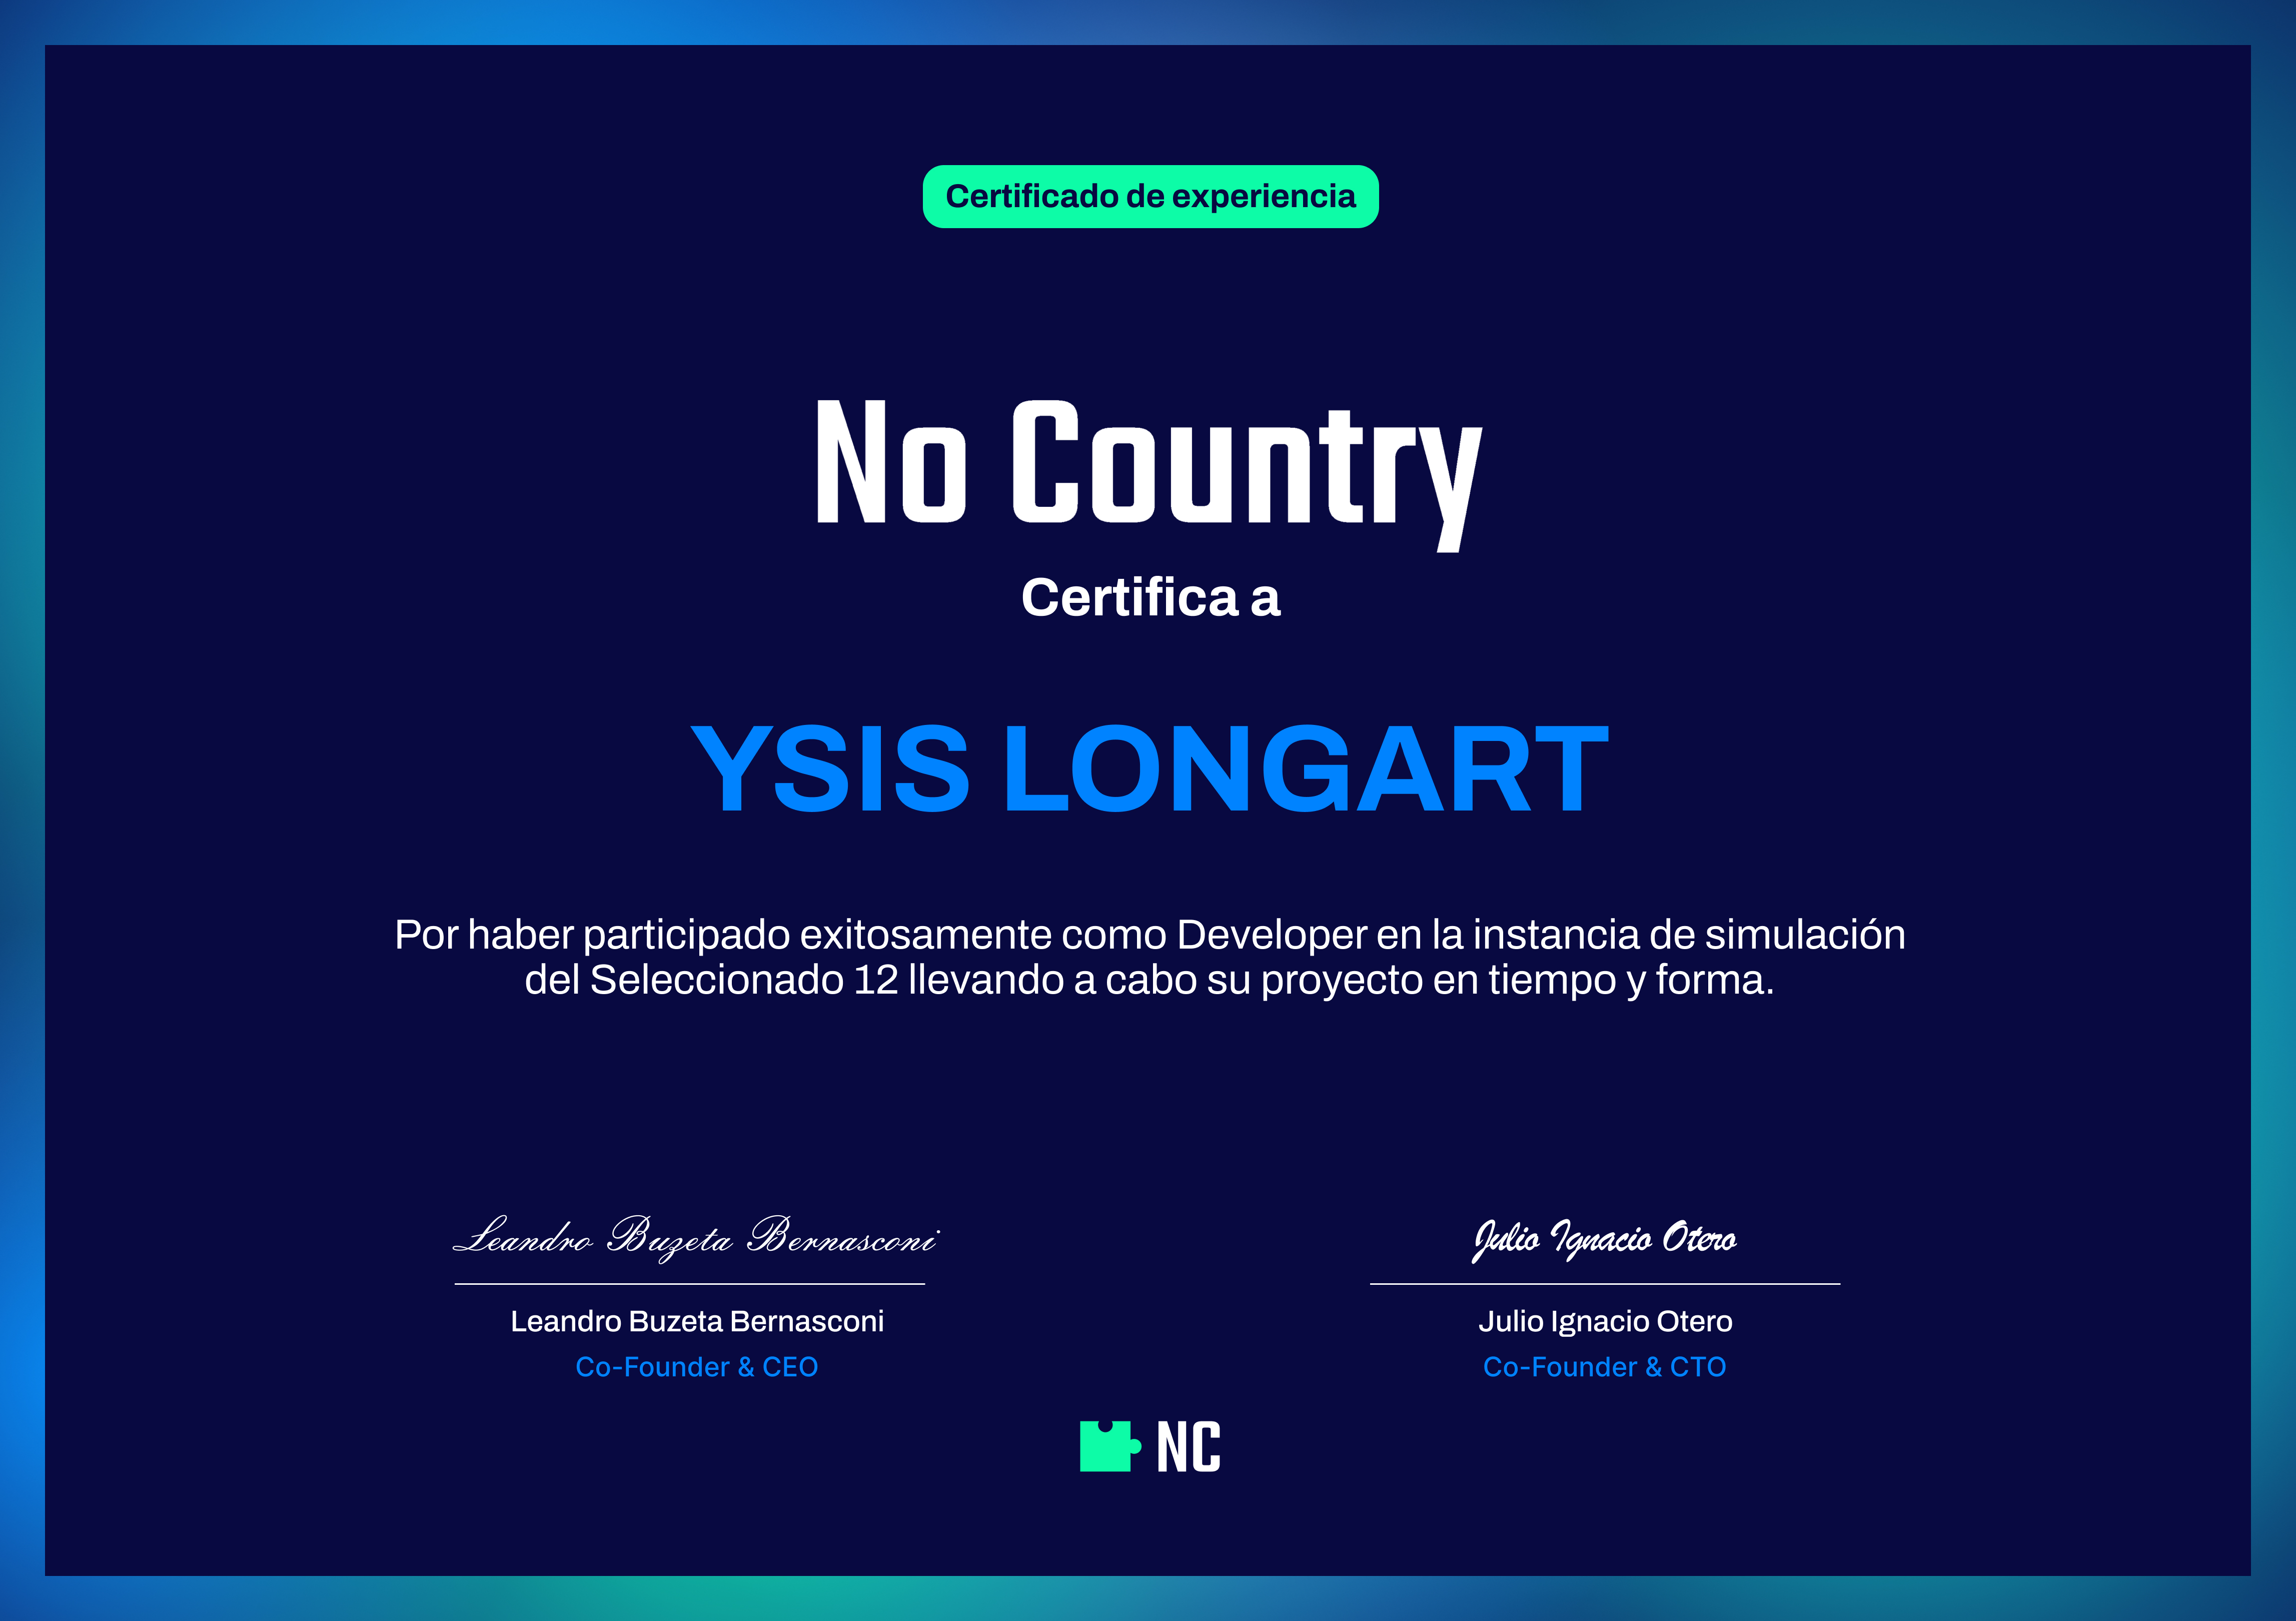 Certificado de experiencia
No Country
Certifica a
YSIS LONGART
Por haber participado exitosamente como Developer en la instancia de simulación
del Seleccionado 12 llevando a cabo su proyecto en tiempo y forma.
Leandro Buzeta Bernasconi
Julio Ignacio Otero
Leandro Buzeta Bernasconi
Julio Ignacio Otero
Co-Founder & CEO
Co-Founder & CTO
NC